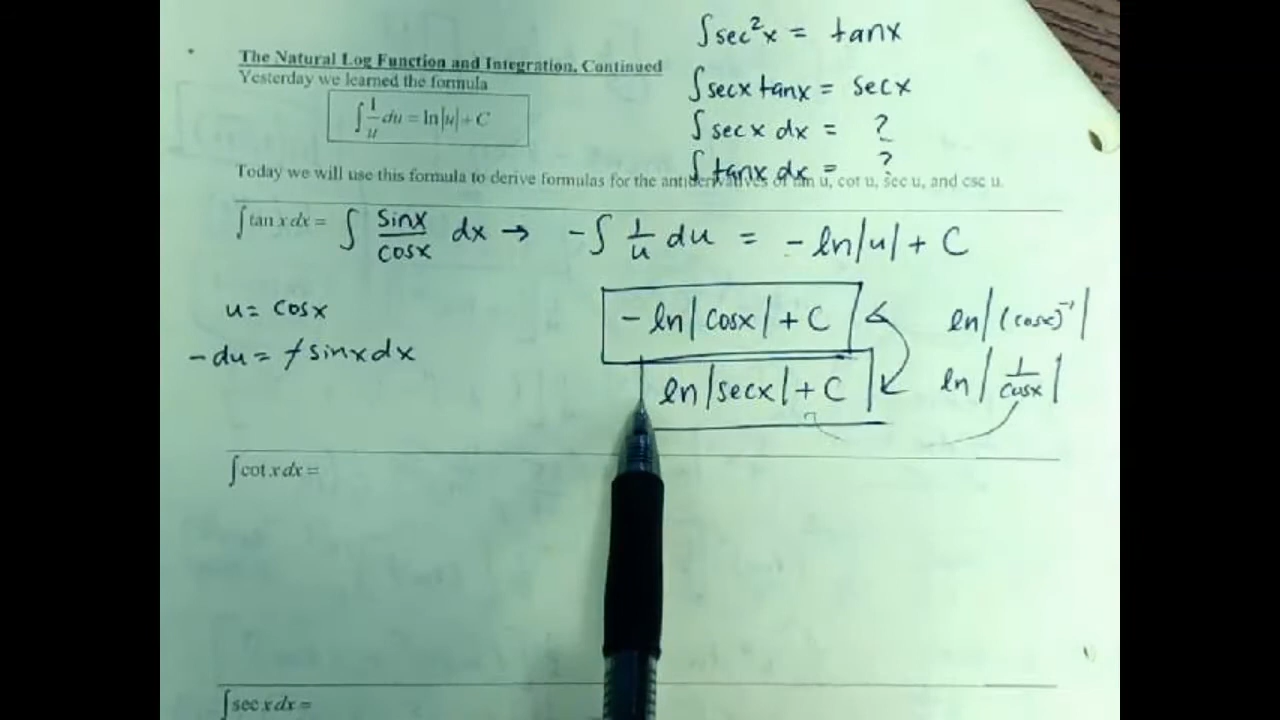 ∫sec²x = tanx
The Natural Log Function and Integration, Continued
Yesterday we learned the formula
∫secx tanx = secx
∫ 1/u du = ln|u| + C
∫secx dx = ?
∫tanx dx = ?
Today we will use this formula to derive formulas for the antiderivatives of tan u, cot u, sec u, and csc u.
∫tan x dx = ∫ sinx/cosx dx → -∫ 1/u du = -ln|u| + C
u = cosx
-ln|cosx| + C
ln|(cosx)⁻¹|
-du = ≁sinxdx
ln|secx| + C
ln|1/cosx|
∫cot x dx =
∫sec x dx =